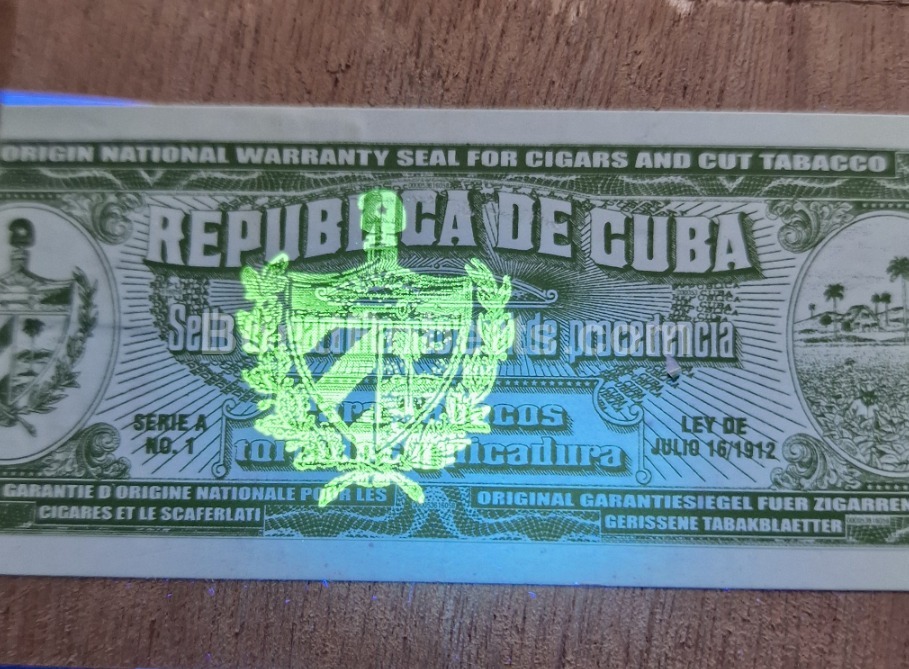 ORIGIN NATIONAL WARRANTY SEAL FOR CIGARS AND CUT TABACCO
REPUBLICA DE CUBA
de procedencia
SERIE A
NO. 1
LEY DE
JULIO 16/1912
GARANTIE D ORIGINE NATIONALE POUR LES
CIGARES ET LE SCAFERLATI
ORIGINAL GARANTIESIEGEL FUER ZIGARREN
GERISSENE TABAKBLAETTER